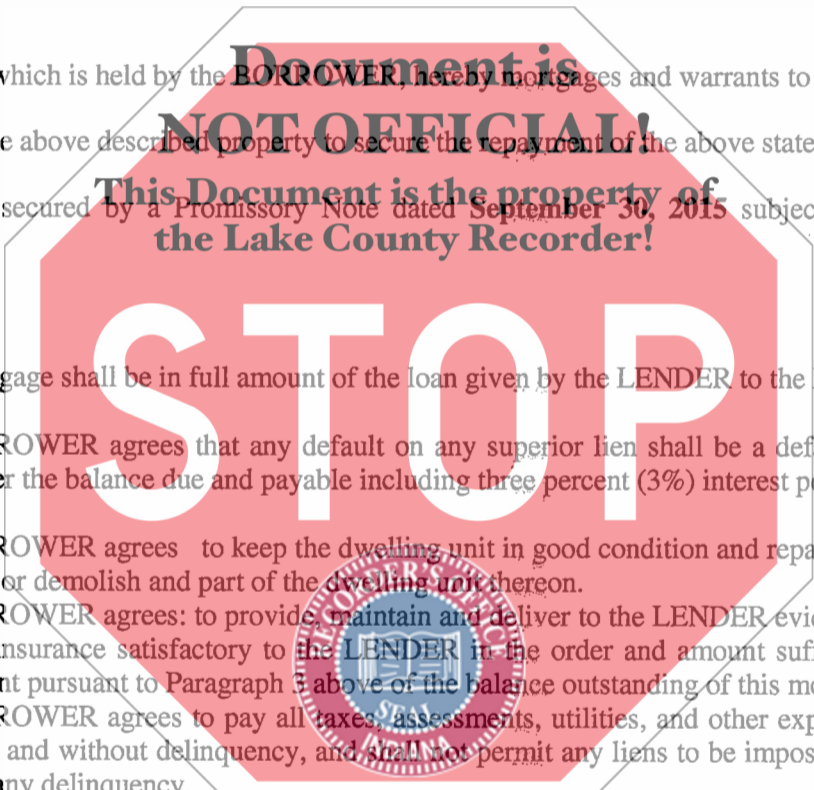 Document is
which is held by the BORROWER, hereby mortgages and warrants to
NOT OFFICIAL!
e above described property to secure the repayment of the above state
This Document is the property of
secured by a Promissory Note dated September 30, 2015 subjec
the Lake County Recorder!
STOP
gage shall be in full amount of the loan given by the LENDER to the
ROWER agrees that any default on any superior lien shall be a def
r the balance due and payable including three percent (3%) interest p
ROWER agrees to keep the dwelling unit in good condition and repa
or demolish and part of the dwelling unit thereon.
ROWER agrees: to provide, maintain and deliver to the LENDER evi
nsurance satisfactory to the LENDER in the order and amount suf
nt pursuant to Paragraph 3 above of the balance outstanding of this m
ROWER agrees to pay all taxes, assessments, utilities, and other exp
and without delinquency, and shall not permit any liens to be impos
ny delinquency
RECORDER'S OFFICE
SEAL
INDIANA